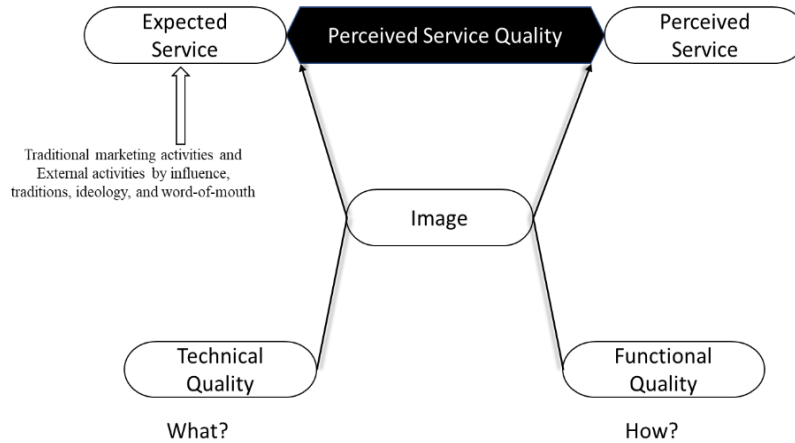 Expected
Service
Perceived Service Quality
Perceived
Service
Traditional marketing activities and
External activities by influence,
traditions, ideology, and word-of-mouth
Image
Technical
Quality
Functional
Quality
What?
How?